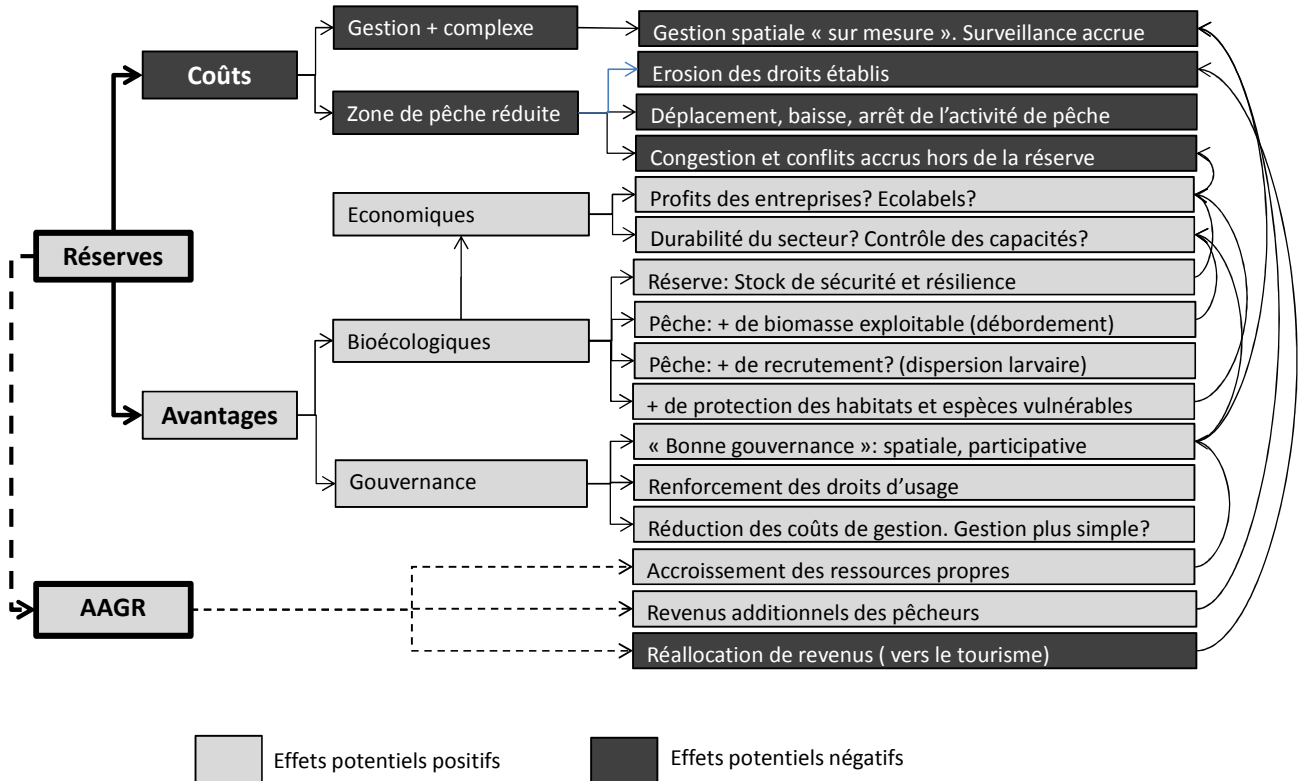 Gestion + complexe
Gestion spatiale « sur mesure ». Surveillance accrue
Coûts
Erosion des droits établis
Zone de pêche réduite
Déplacement, baisse, arrêt de l’activité de pêche
Congestion et conflits accrus hors de la réserve
Economiques
Profits des entreprises? Ecolabels?
Durabilité du secteur? Contrôle des capacités?
Réserves
Réserve: Stock de sécurité et résilience
Pêche: + de biomasse exploitable (débordement)
Bioécologiques
Pêche: + de recrutement? (dispersion larvaire)
+ de protection des habitats et espèces vulnérables
Avantages
« Bonne gouvernance »: spatiale, participative
Gouvernance
Renforcement des droits d’usage
Réduction des coûts de gestion. Gestion plus simple?
Accroissement des ressources propres
AAGR
Revenus additionnels des pêcheurs
Réallocation de revenus ( vers le tourisme)
Effets potentiels positifs
Effets potentiels négatifs